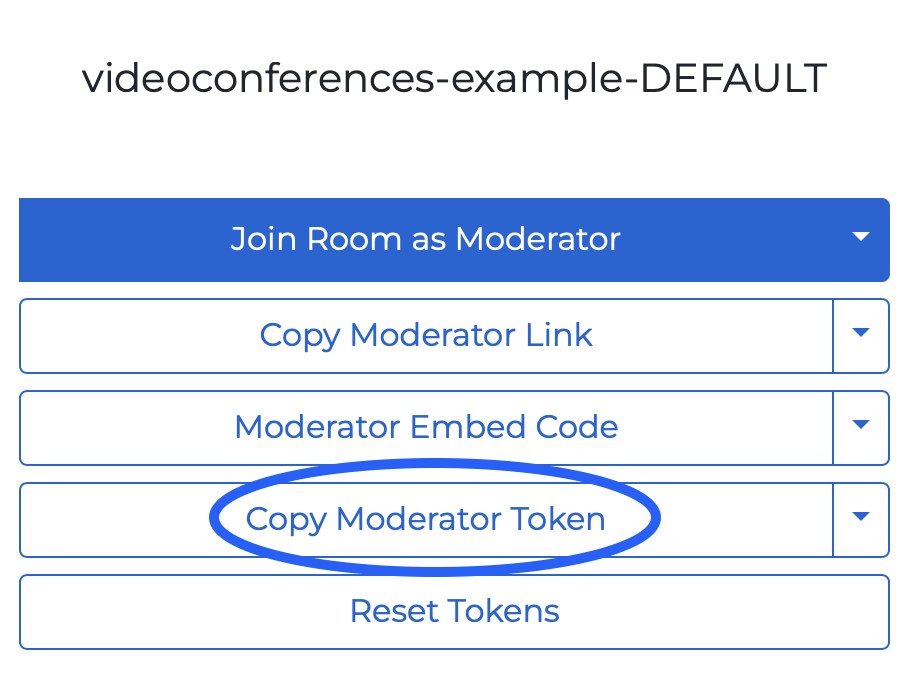 videoconferences-example-DEFAULT
Join Room as Moderator
Copy Moderator Link
Moderator Embed Code
Copy Moderator Token
Reset Tokens